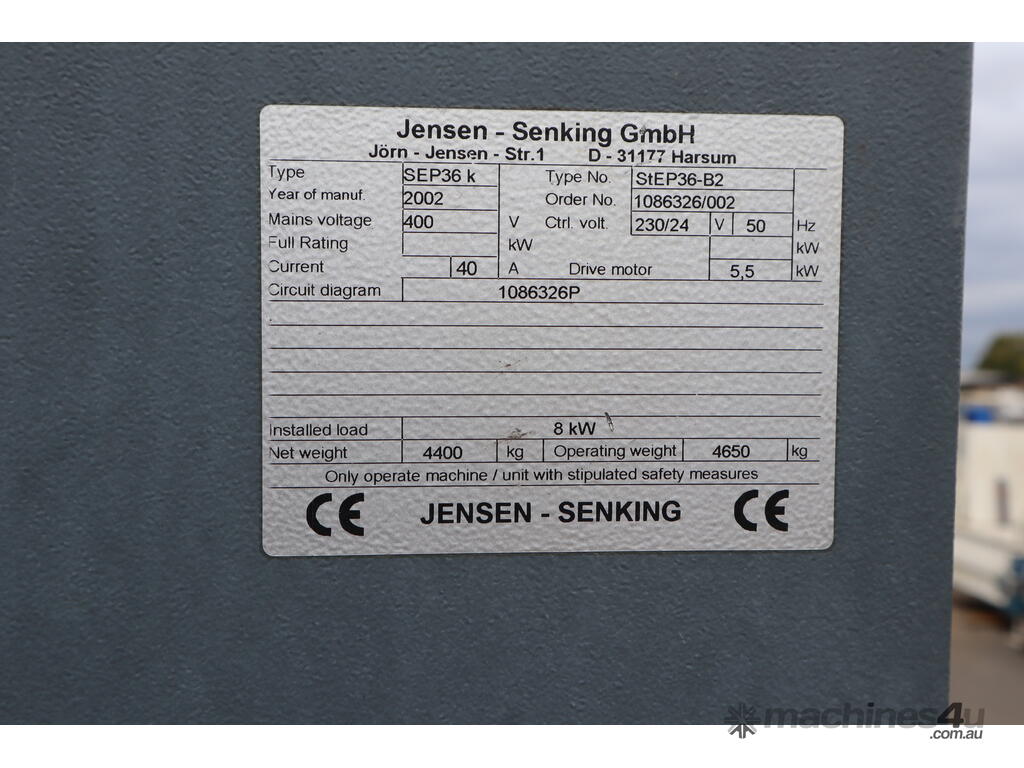 Jensen - Senking GmbH
Jörn - Jensen - Str.1 D - 31177 Harsum
Type SEP36 k Type No. StEP36-B2
Year of manuf. 2002 Order No. 1086326/002
Mains voltage 400 V Ctrl. volt. 230/24 V 50 Hz
Full Rating kW kW
Current 40 A Drive motor 5,5 kW
Circuit diagram 1086326P
Installed load 8 kW
Net weight 4400 kg Operating weight 4650 kg
Only operate machine / unit with stipulated safety measures
CE JENSEN - SENKING CE
machines4u
.com.au